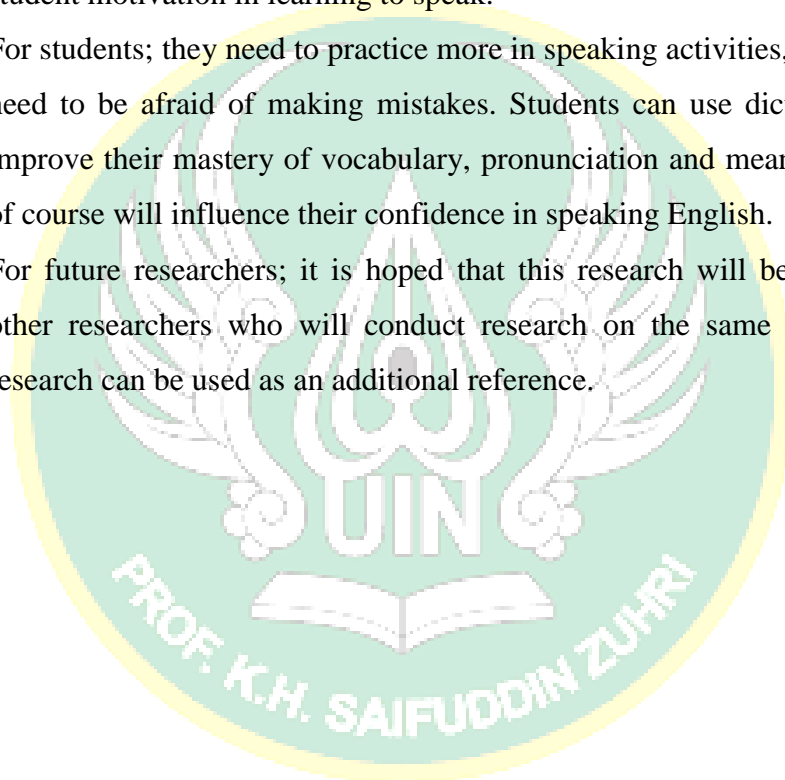 student motivation in learning to speak.
For students; they need to practice more in speaking activities,
need to be afraid of making mistakes. Students can use
improve their mastery of vocabulary, pronunciation and
of course will influence their confidence in speaking English.
For future researchers; it is hoped that this research will be
other researchers who will conduct research on the same
research can be used as an additional reference.
UIN
PROF. K.H. SAIFUDDIN ZUHRI